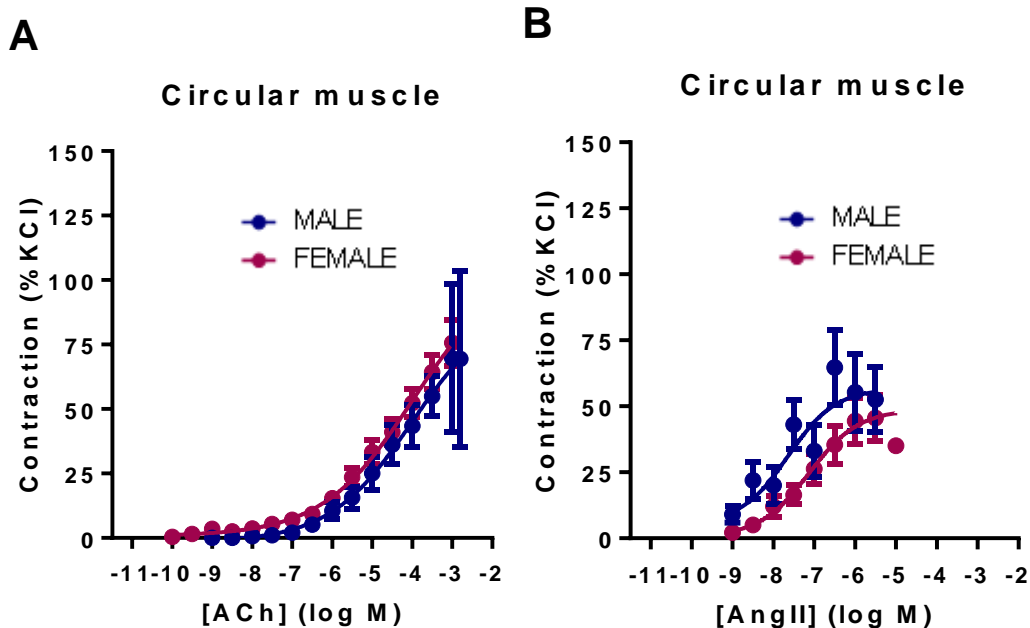 A
Circular muscle
150
125
100
75
50
25
0
Contraction (%KCl)
MALE
FEMALE
-11-10 -9 -8 -7 -6 -5 -4 -3 -2
[ACh] (log M)
B
Circular muscle
150
125
100
75
50
25
0
Contraction (%KCl)
MALE
FEMALE
-11-10 -9 -8 -7 -6 -5 -4 -3 -2
[AngII] (log M)